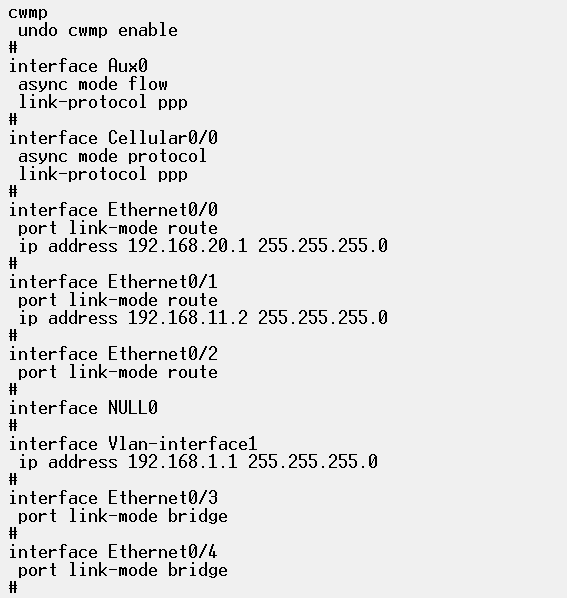 cwmp
 undo cwmp enable
#
interface Aux0
 async mode flow
 link-protocol ppp
#
interface Cellular0/0
 async mode protocol
 link-protocol ppp
#
interface Ethernet0/0
 port link-mode route
 ip address 192.168.20.1 255.255.255.0
#
interface Ethernet0/1
 port link-mode route
 ip address 192.168.11.2 255.255.255.0
#
interface Ethernet0/2
 port link-mode route
#
interface NULL0
#
interface Vlan-interface1
 ip address 192.168.1.1 255.255.255.0
#
interface Ethernet0/3
 port link-mode bridge
#
interface Ethernet0/4
 port link-mode bridge
#